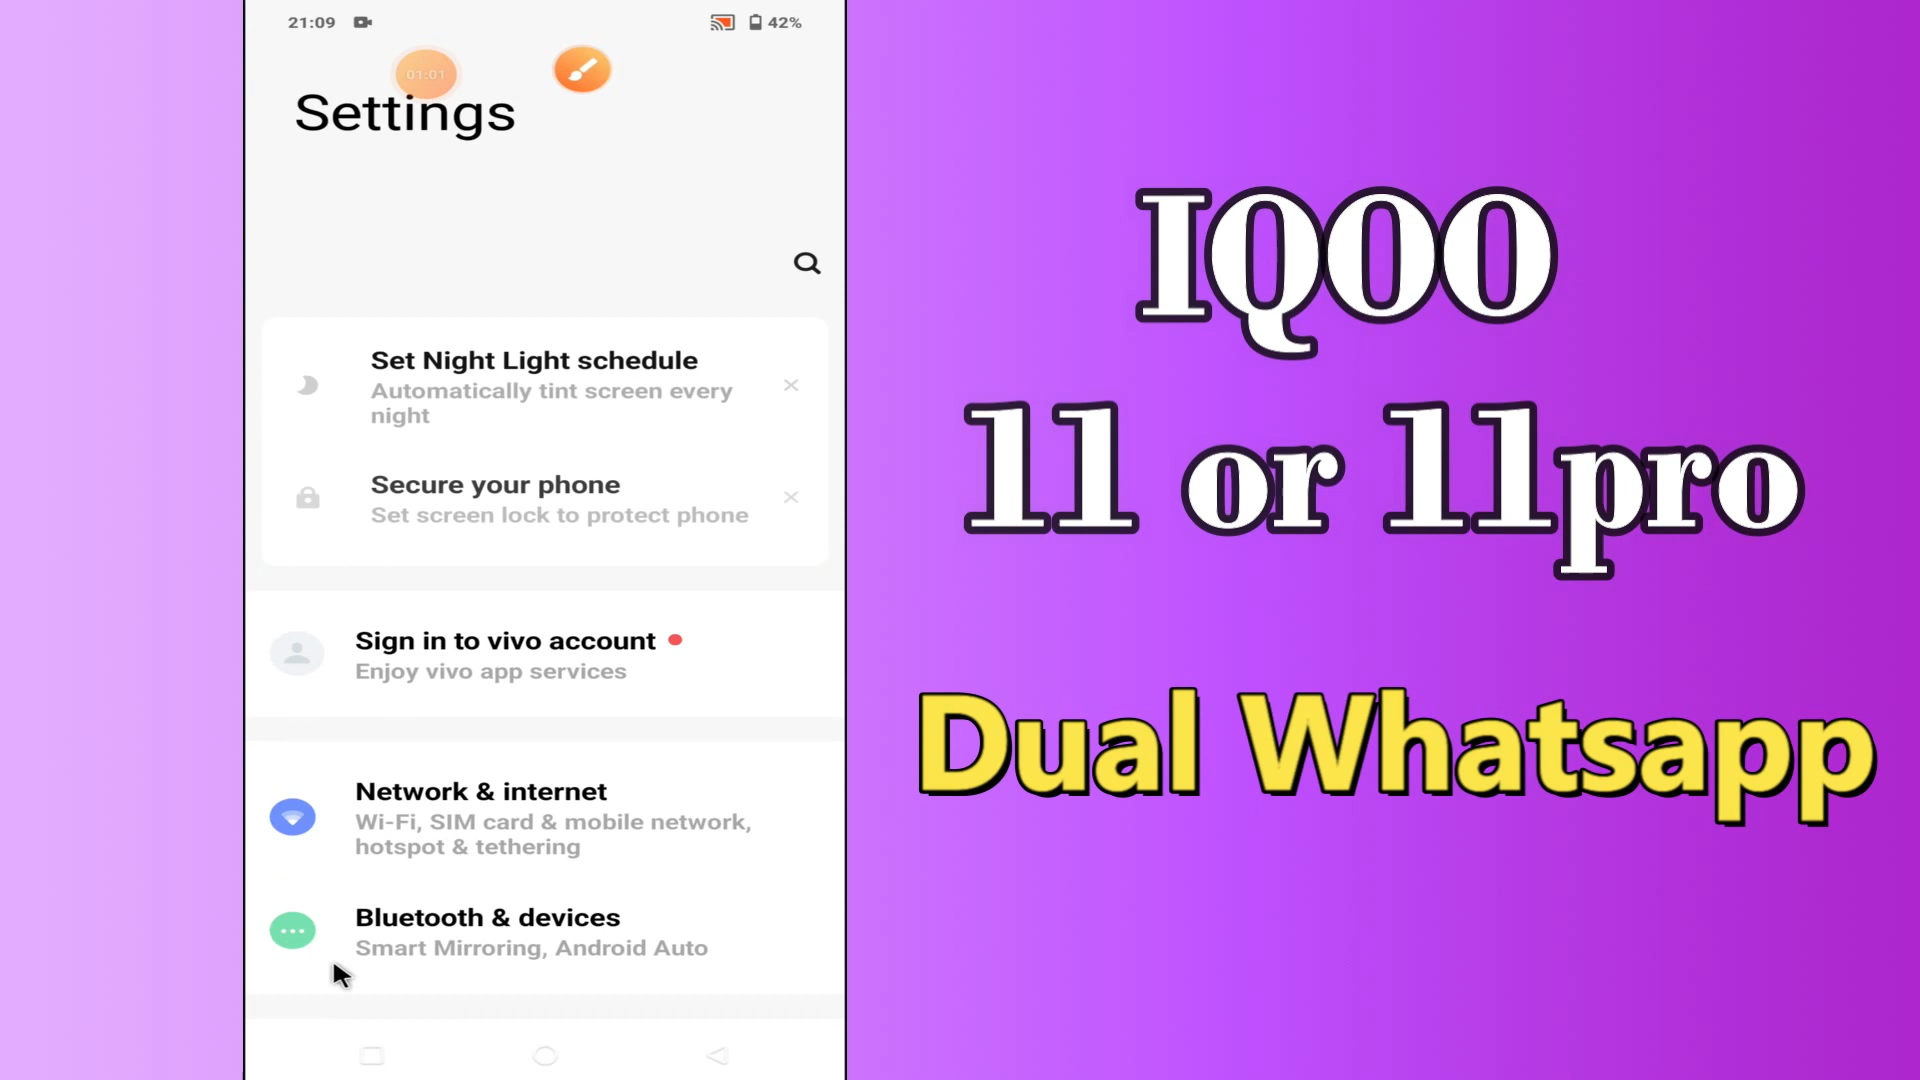 21:09
42%
01:01
Settings
Set Night Light schedule
Automatically tint screen every
night
Secure your phone
Set screen lock to protect phone
Sign in to vivo account
Enjoy vivo app services
Network & internet
Wi-Fi, SIM card & mobile network,
hotspot & tethering
Bluetooth & devices
Smart Mirroring, Android Auto
IQOO
11 or 11pro
Dual Whatsapp